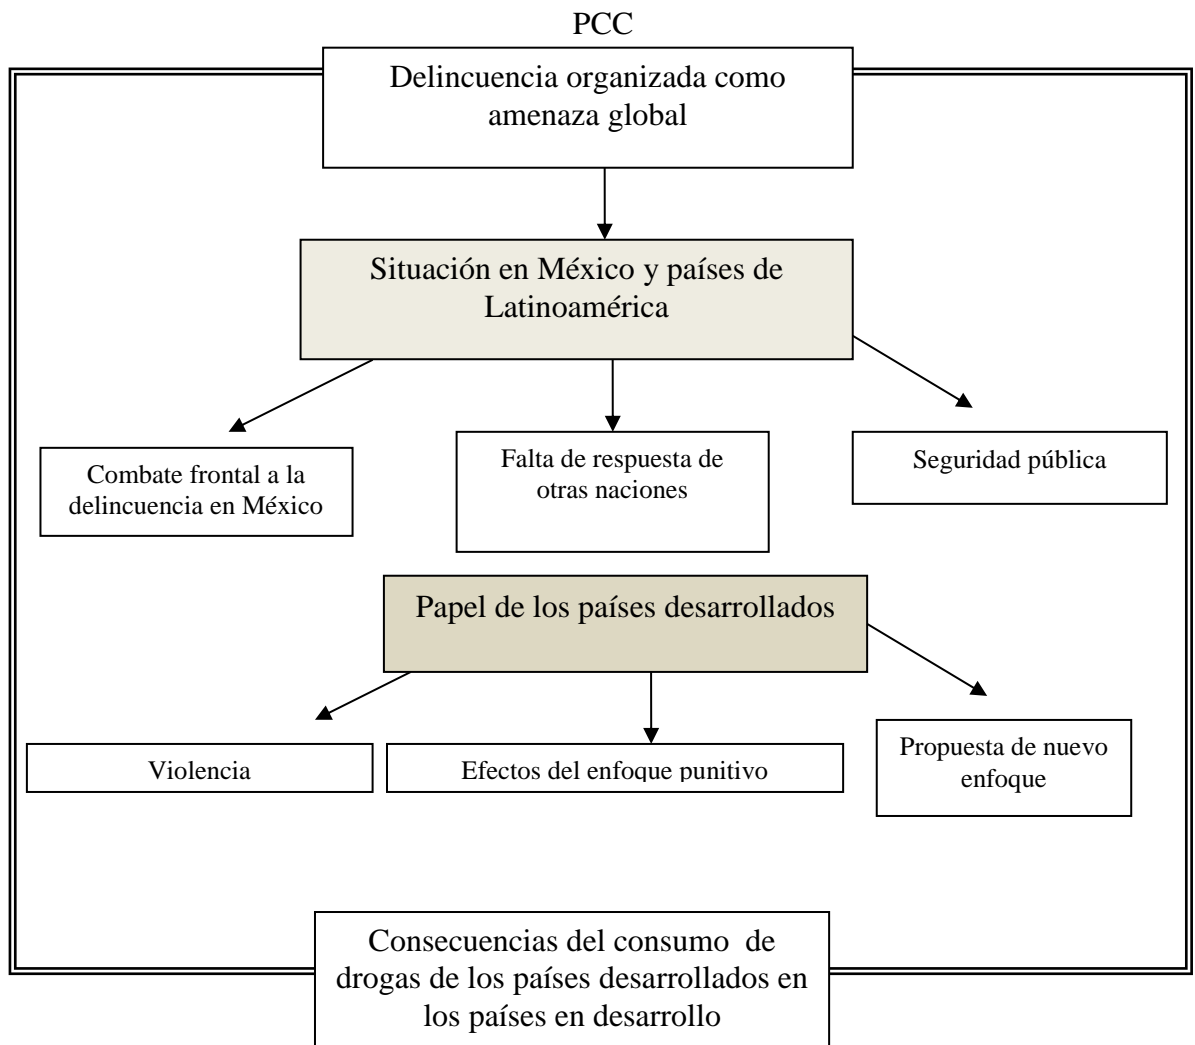 PCC
Delincuencia organizada como
amenaza global
Situación en México y países de
Latinoamérica
Combate frontal a la
delincuencia en México
Falta de respuesta de
otras naciones
Seguridad pública
Papel de los países desarrollados
Violencia
Efectos del enfoque punitivo
Propuesta de nuevo
enfoque
Consecuencias del consumo de
drogas de los países desarrollados en
los países en desarrollo